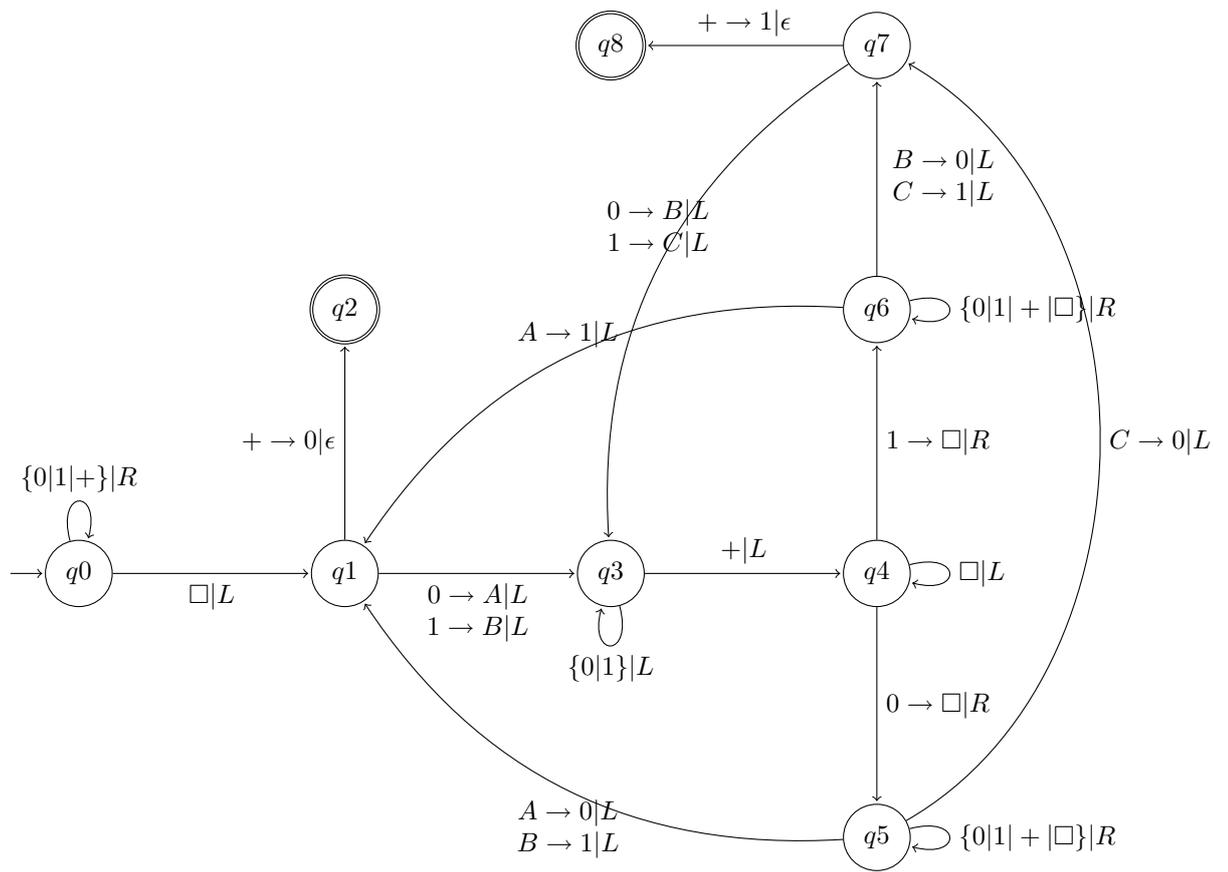 + → 1|ϵ
q8
q7
B → 0|L
C → 1|L
0 → B|L
1 → C|L
q2
q6
{0|1| + |□}|R
A → 1|L
+ → 0|ϵ
1 → □|R
C → 0|L
{0|1|+}|R
+|L
q0
q1
q3
q4
□|L
□|L
0 → A|L
1 → B|L
{0|1}|L
0 → □|R
A → 0|L
B → 1|L
q5
{0|1| + |□}|R